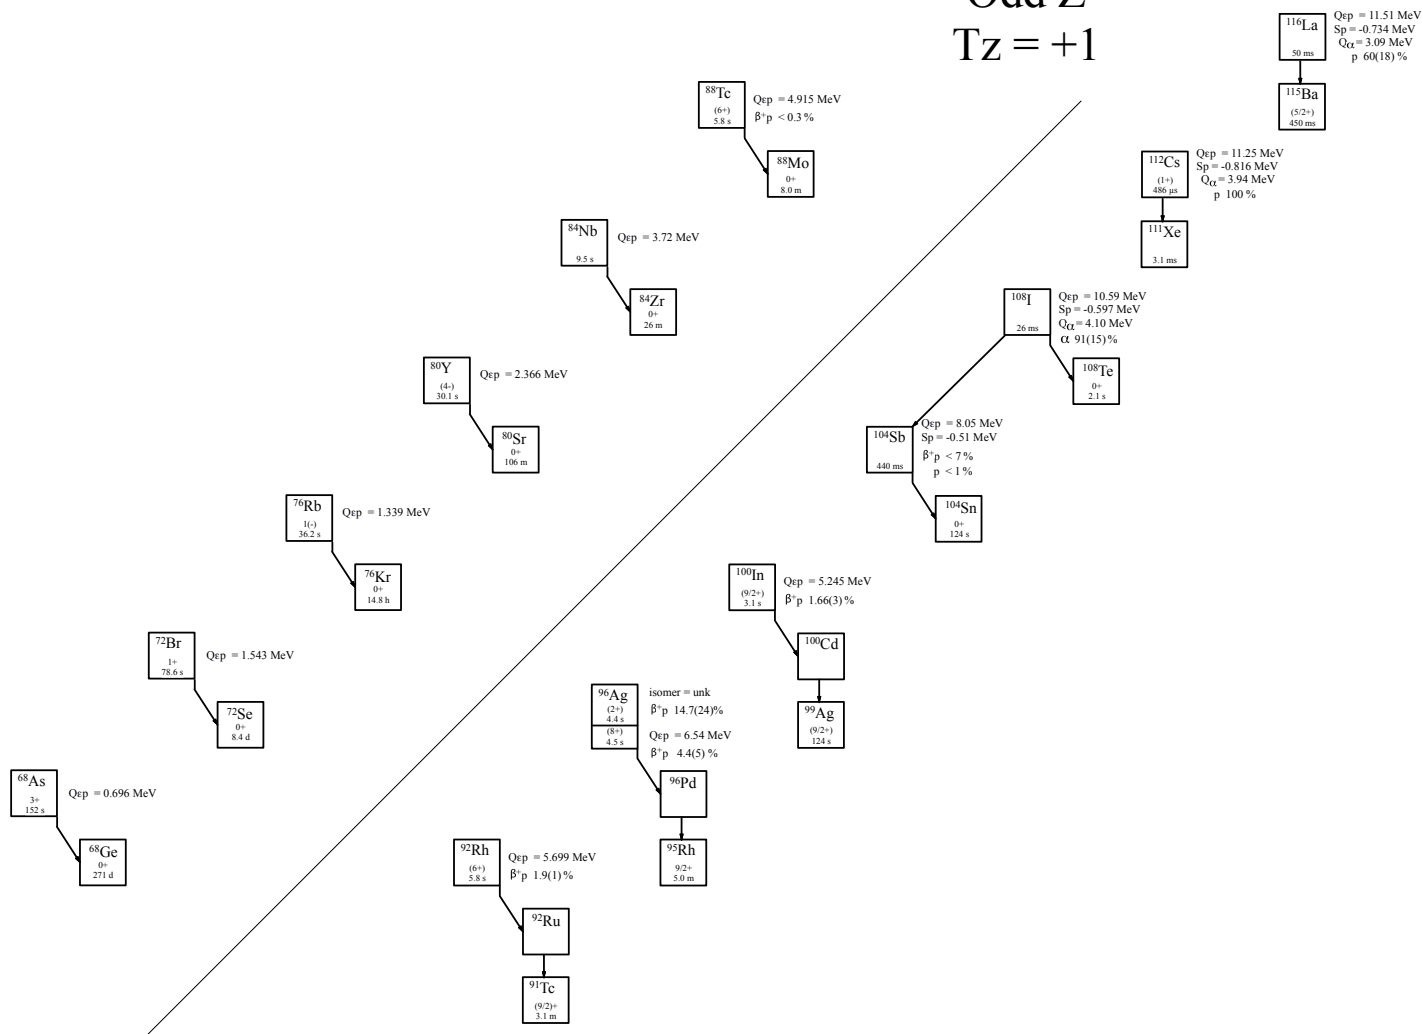 Odd Z
Tz = +1
116La
50 ms
Qεp = 11.51 MeV
Sp = -0.734 MeV
Qα = 3.09 MeV
p 60(18) %
115Ba
(5/2+)
450 ms
88Tc
(6+)
5.8 s
Qεp = 4.915 MeV
β+p < 0.3 %
88Mo
0+
8.0 m
112Cs
(1+)
486 μs
Qεp = 11.25 MeV
Sp = -0.816 MeV
Qα = 3.94 MeV
p 100 %
111Xe
3.1 ms
84Nb
9.5 s
Qεp = 3.72 MeV
84Zr
0+
26 m
108I
26 ms
Qεp = 10.59 MeV
Sp = -0.597 MeV
Qα = 4.10 MeV
α 91(15) %
108Te
0+
2.1 s
80Y
(4-)
30.1 s
Qεp = 2.366 MeV
80Sr
0+
106 m
104Sb
440 ms
Qεp = 8.05 MeV
Sp = -0.51 MeV
β+p < 7 %
p < 1 %
104Sn
0+
124 s
76Rb
1(-)
36.2 s
Qεp = 1.339 MeV
76Kr
0+
14.8 h
100In
(9/2+)
3.1 s
Qεp = 5.245 MeV
β+p 1.66(3) %
100Cd
99Ag
(9/2+)
124 s
72Br
1+
78.6 s
Qεp = 1.543 MeV
72Se
0+
8.4 d
96Ag
(2+)
4.4 s
(8+)
4.5 s
isomer = unk
β+p 14.7(24)%
Qεp = 6.54 MeV
β+p 4.4(5) %
96Pd
95Rh
9/2+
5.0 m
68As
3+
152 s
Qεp = 0.696 MeV
68Ge
0+
271 d
92Rh
(6+)
5.8 s
Qεp = 5.699 MeV
β+p 1.9(1) %
92Ru
91Tc
(9/2)+
3.1 m